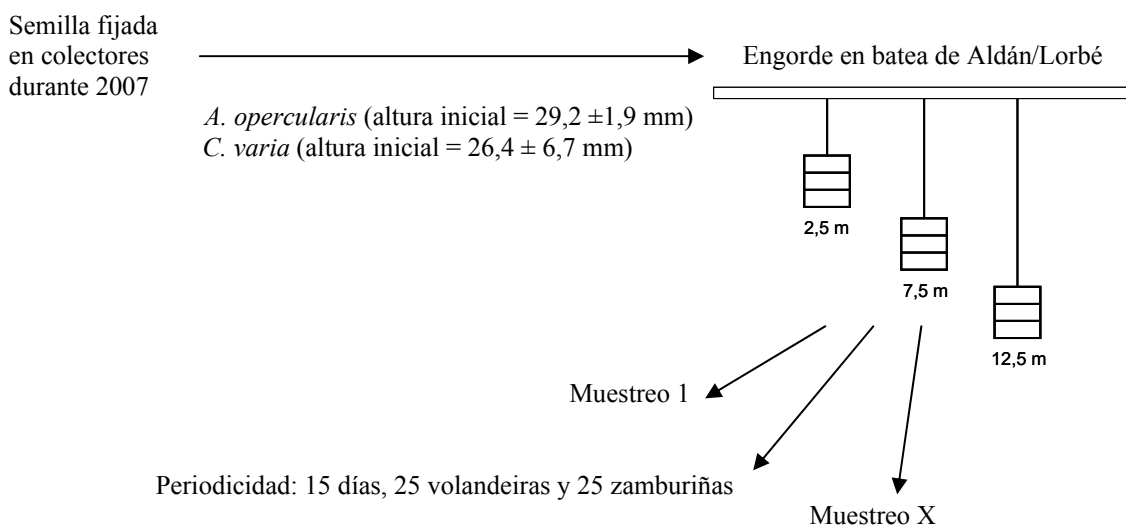 Semilla fijada
en colectores
durante 2007
Engorde en batea de Aldán/Lorbé
A. opercularis (altura inicial = 29,2 ±1,9 mm)
C. varia (altura inicial = 26,4 ± 6,7 mm)
2,5 m
7,5 m
12,5 m
Muestreo 1
Periodicidad: 15 días, 25 volandeiras y 25 zamburiñas
Muestreo X